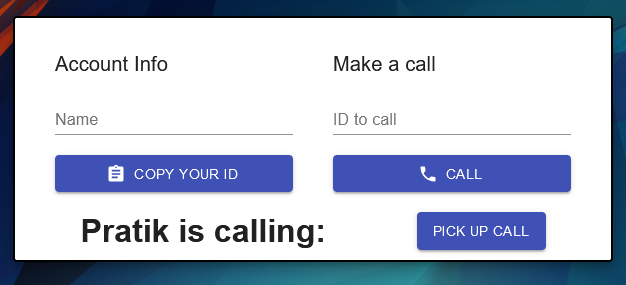 Account Info
Name
COPY YOUR ID
Make a call
ID to call
CALL
Pratik is calling:
PICK UP CALL